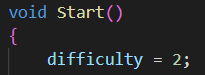 void Start()
{
    difficulty = 2;